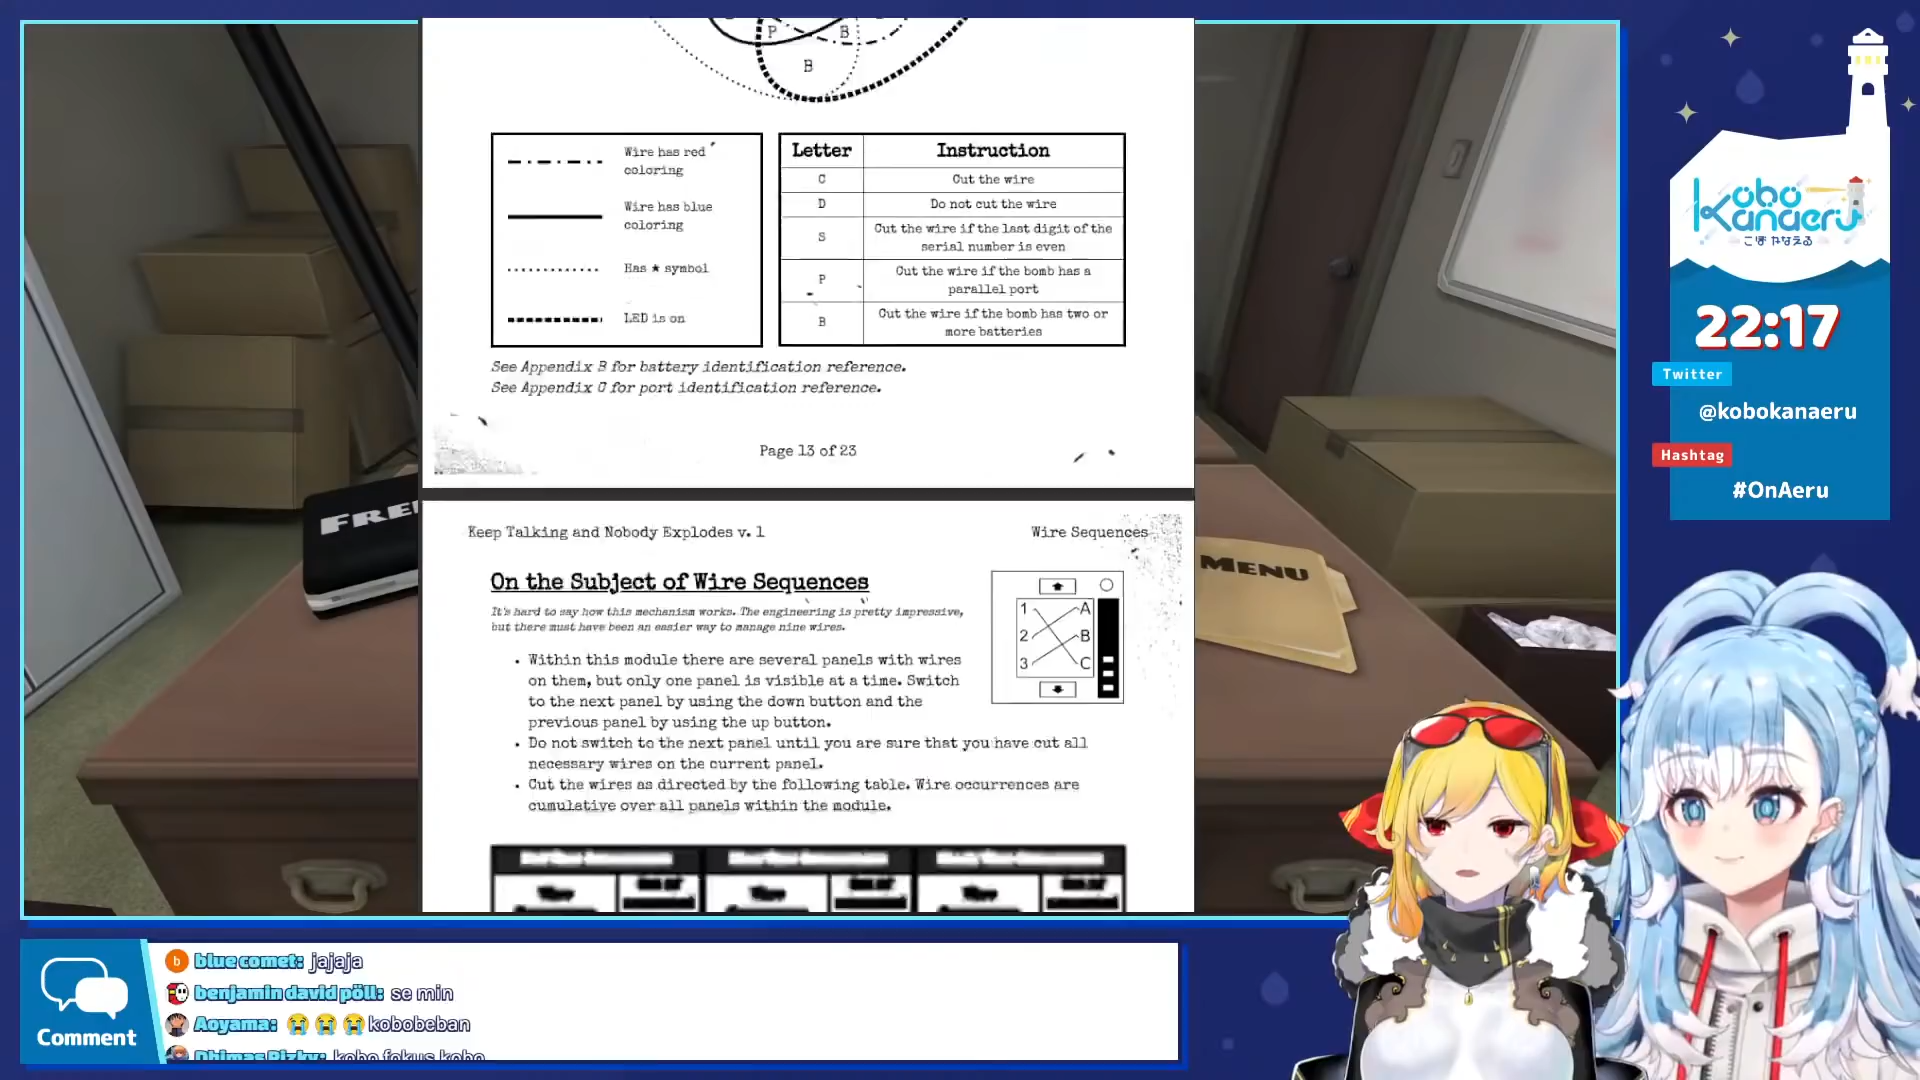 P
B
B
Wire has red
coloring
Wire has blue
coloring
Has ★ symbol
LED is on
Letter
Instruction
C
Cut the wire
D
Do not cut the wire
S
Cut the wire if the last digit of the
serial number is even
P
Cut the wire if the bomb has a
parallel port
B
Cut the wire if the bomb has two or
more batteries
See Appendix B for battery identification reference.
See Appendix C for port identification reference.
Page 13 of 23
Keep Talking and Nobody Explodes v. 1
Wire Sequences
On the Subject of Wire Sequences
It's hard to say how this mechanism works. The engineering is pretty impressive,
but there must have been an easier way to manage nine wires.
1
A
2
B
3
C
• Within this module there are several panels with wires
on them, but only one panel is visible at a time. Switch
to the next panel by using the down button and the
previous panel by using the up button.
• Do not switch to the next panel until you are sure that you have cut all
necessary wires on the current panel.
• Cut the wires as directed by the following table. Wire occurrences are
cumulative over all panels within the module.
MENU
Kobo
Kanaeru
こぼ かなえる
22:17
Twitter
@kobokanaeru
Hashtag
#OnAeru
Comment
b
blue comet: jajaja
benjamin david pöll: se min
Aoyama: 😭😭😭kobobeban
Dhimas Rizky: kobo fokus kobo